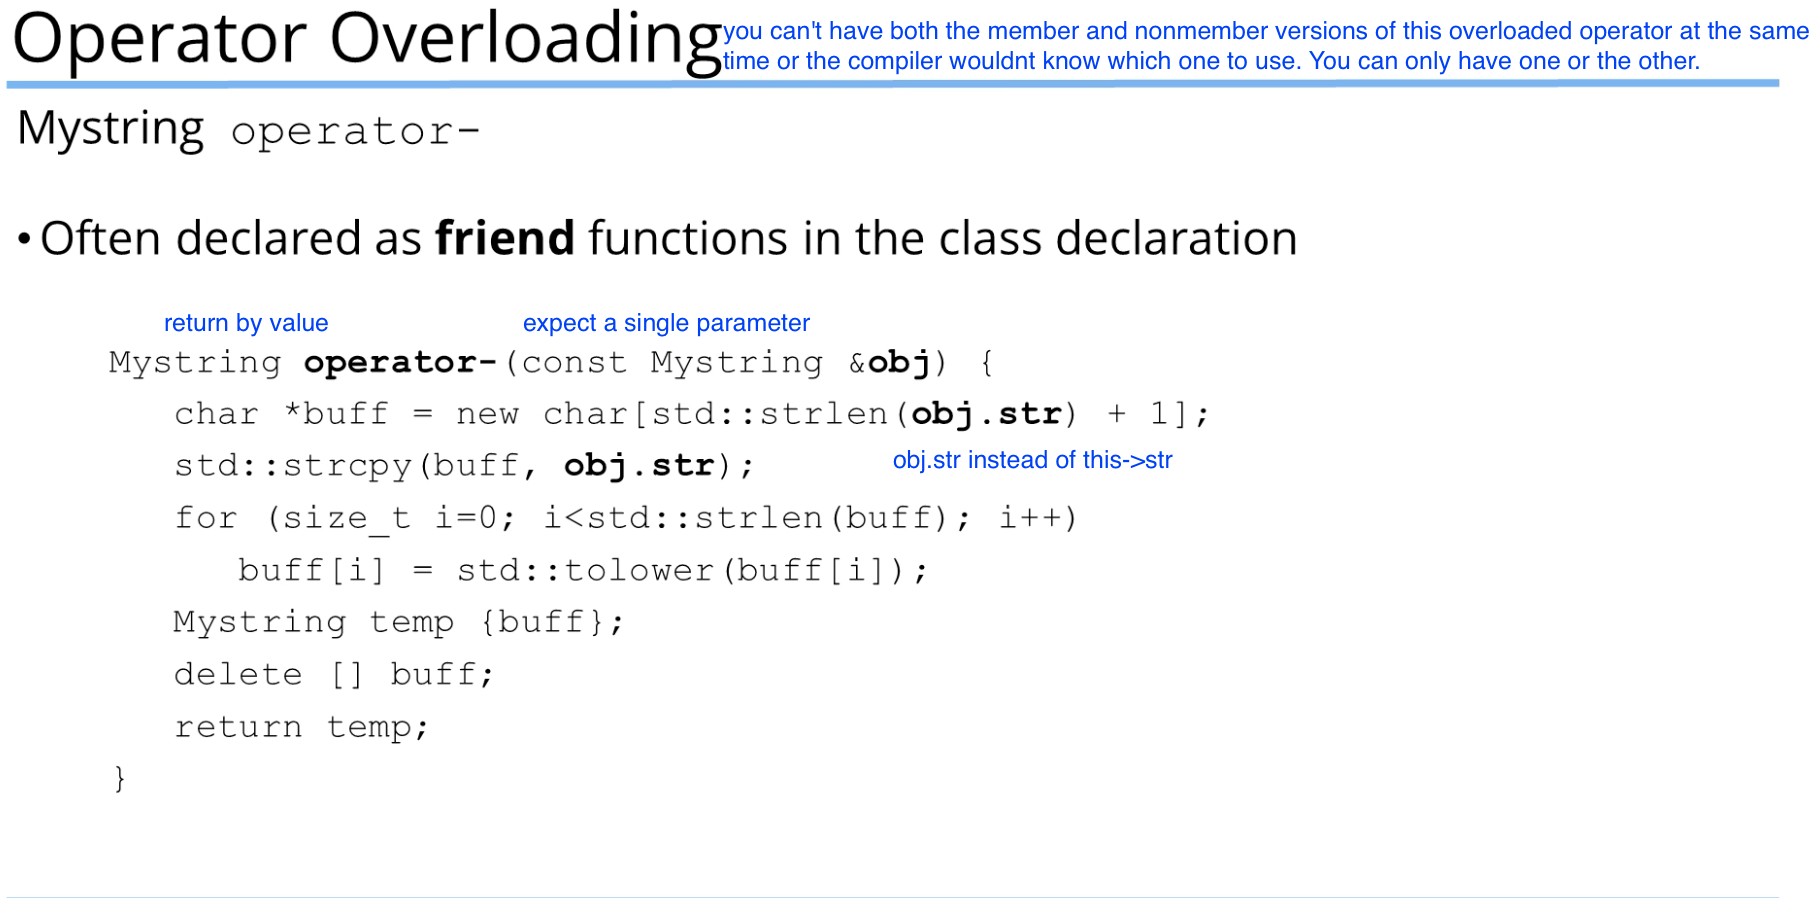 Operator Overloading
you can't have both the member and nonmember versions of this overloaded operator at the same
time or the compiler wouldnt know which one to use. You can only have one or the other.
Mystring operator-
• Often declared as friend functions in the class declaration
return by value
expect a single parameter
Mystring operator-(const Mystring &obj) {
char *buff = new char[std::strlen(obj.str) + 1];
std::strcpy(buff, obj.str);
obj.str instead of this->str
for (size_t i=0; i<std::strlen(buff); i++)
buff[i] = std::tolower(buff[i]);
Mystring temp {buff};
delete [] buff;
return temp;
}